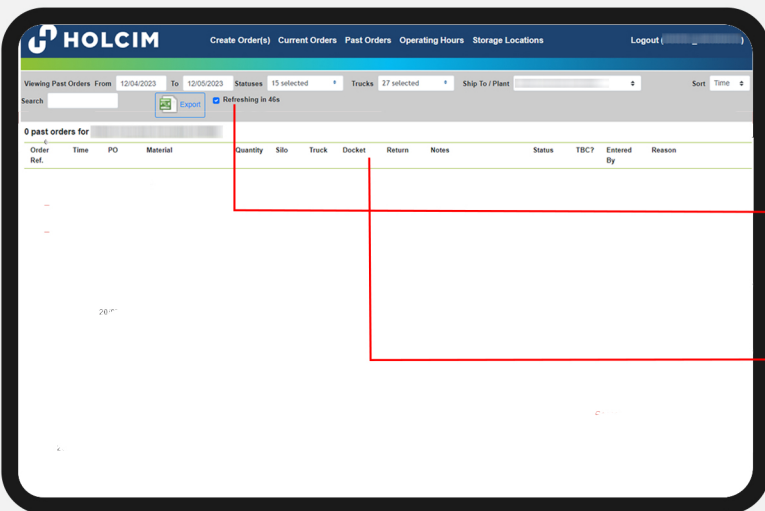 HOLCIM
Create Order(s) Current Orders Past Orders Operating Hours Storage Locations Logout ( )
Viewing Past Orders From 12/04/2023 To 12/05/2023 Statuses 15 selected Trucks 27 selected Ship To / Plant Sort Time
Search Export Refreshing in 46s
0 past orders for
Order Time PO Material Quantity Silo Truck Docket Return Notes Status TBC? Entered Reason
Ref. By